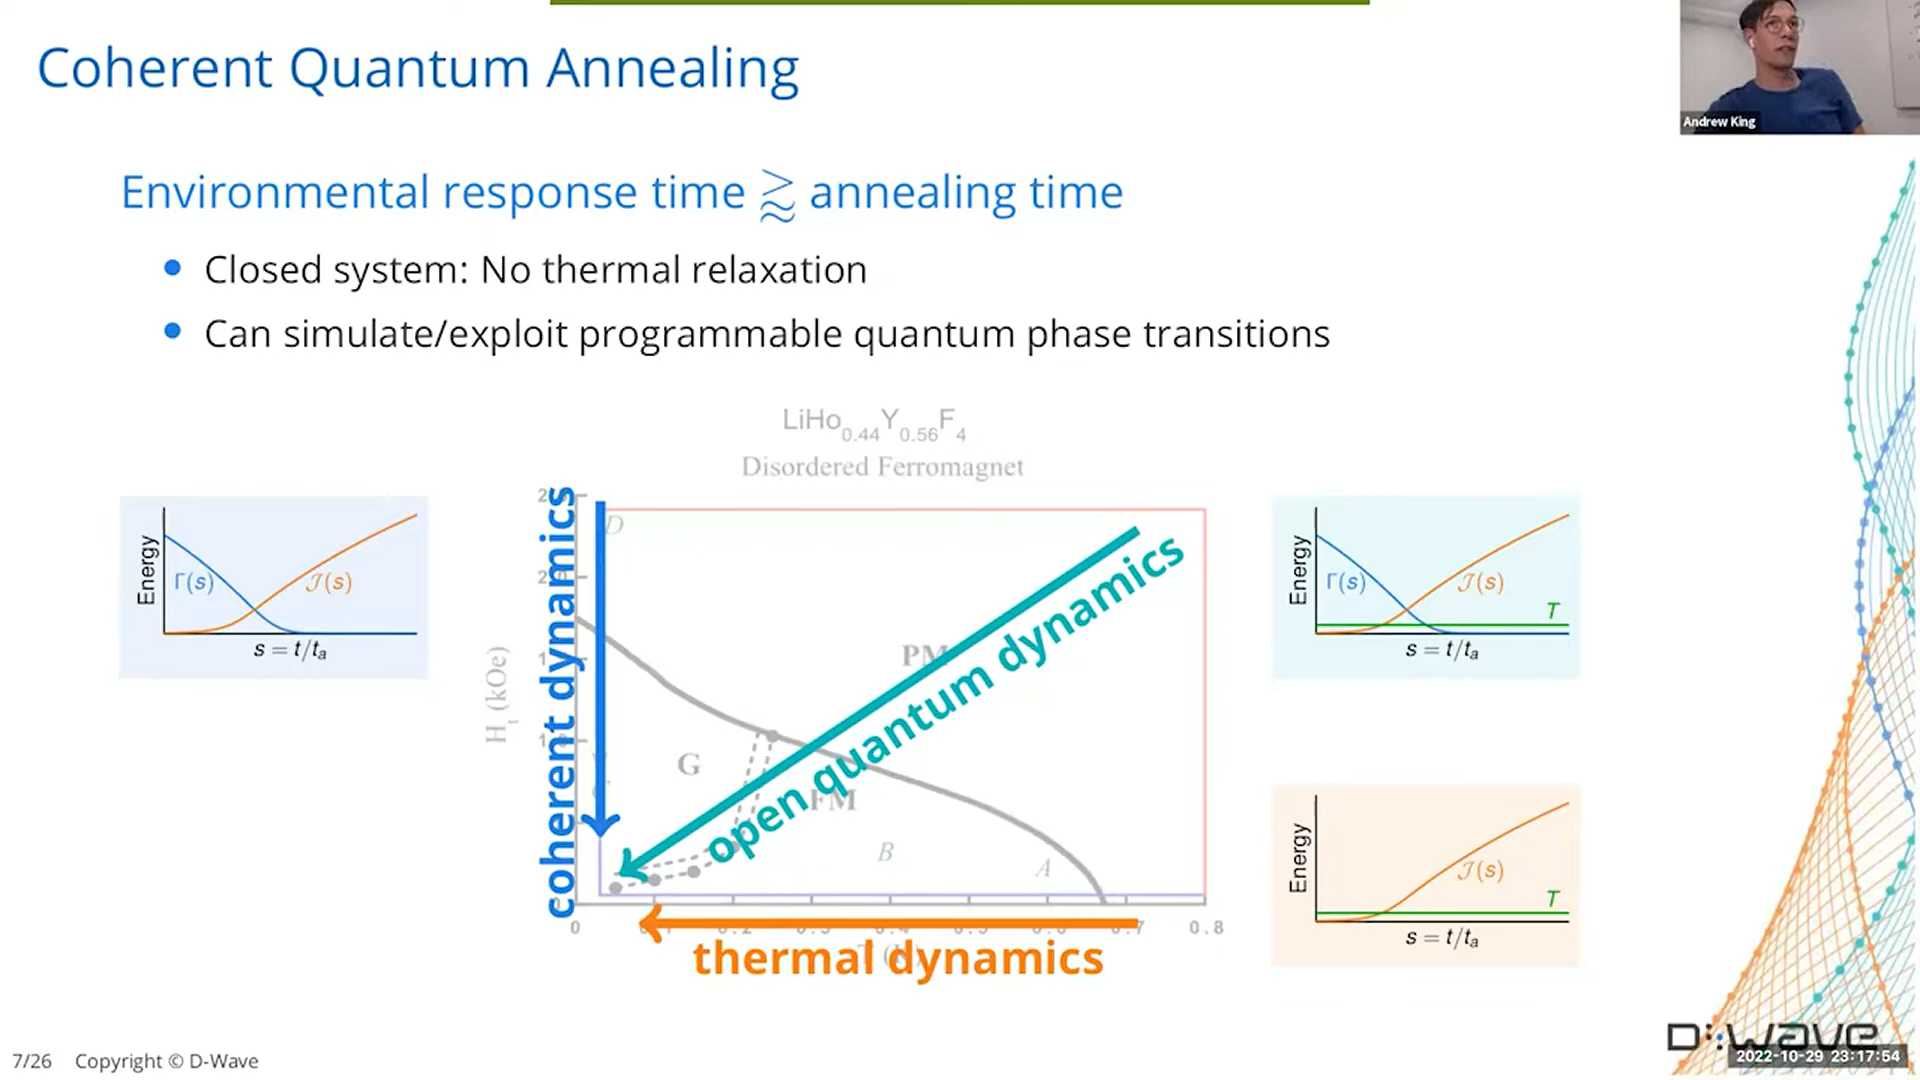 Coherent Quantum Annealing
Andrew King
Environmental response time ⪆ annealing time
• Closed system: No thermal relaxation
• Can simulate/exploit programmable quantum phase transitions
LiHo0.44Y0.56F4
Disordered Ferromagnet
Energy
Γ(s)
𝒥(s)
s = t/ta
coherent dynamics
Ht (kOe)
D
PM
G
FM
B
A
open quantum dynamics
0
0.8
thermal dynamics
Energy
Γ(s)
𝒥(s)
T
s = t/ta
Energy
𝒥(s)
T
s = t/ta
7/26 Copyright © D-Wave
D:wave
2022-10-29 23:17:54